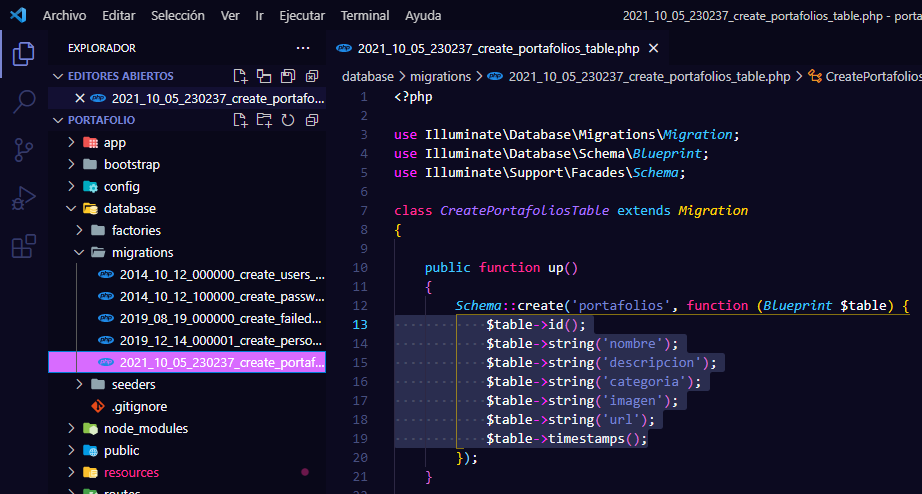 Archivo Editar Selección Ver Ir Ejecutar Terminal Ayuda 2021_10_05_230237_create_portafolios_table.php - porta
EXPLORADOR ...
EDITORES ABIERTOS
2021_10_05_230237_create_portafo...
PORTAFOLIO
app
bootstrap
config
database
factories
migrations
2014_10_12_000000_create_users_...
2014_10_12_100000_create_passw...
2019_08_19_000000_create_failed...
2019_12_14_000001_create_perso...
2021_10_05_230237_create_portaf...
seeders
.gitignore
node_modules
public
resources
routes
2021_10_05_230237_create_portafolios_table.php
database > migrations > 2021_10_05_230237_create_portafolios_table.php > CreatePortafolios
1 <?php
2
3 use Illuminate\Database\Migrations\Migration;
4 use Illuminate\Database\Schema\Blueprint;
5 use Illuminate\Support\Facades\Schema;
6
7 class CreatePortafoliosTable extends Migration
8 {
9
10 public function up()
11 {
12 Schema::create('portafolios', function (Blueprint $table) {
13 $table->id();
14 $table->string('nombre');
15 $table->string('descripcion');
16 $table->string('categoria');
17 $table->string('imagen');
18 $table->string('url');
19 $table->timestamps();
20 });
21 }